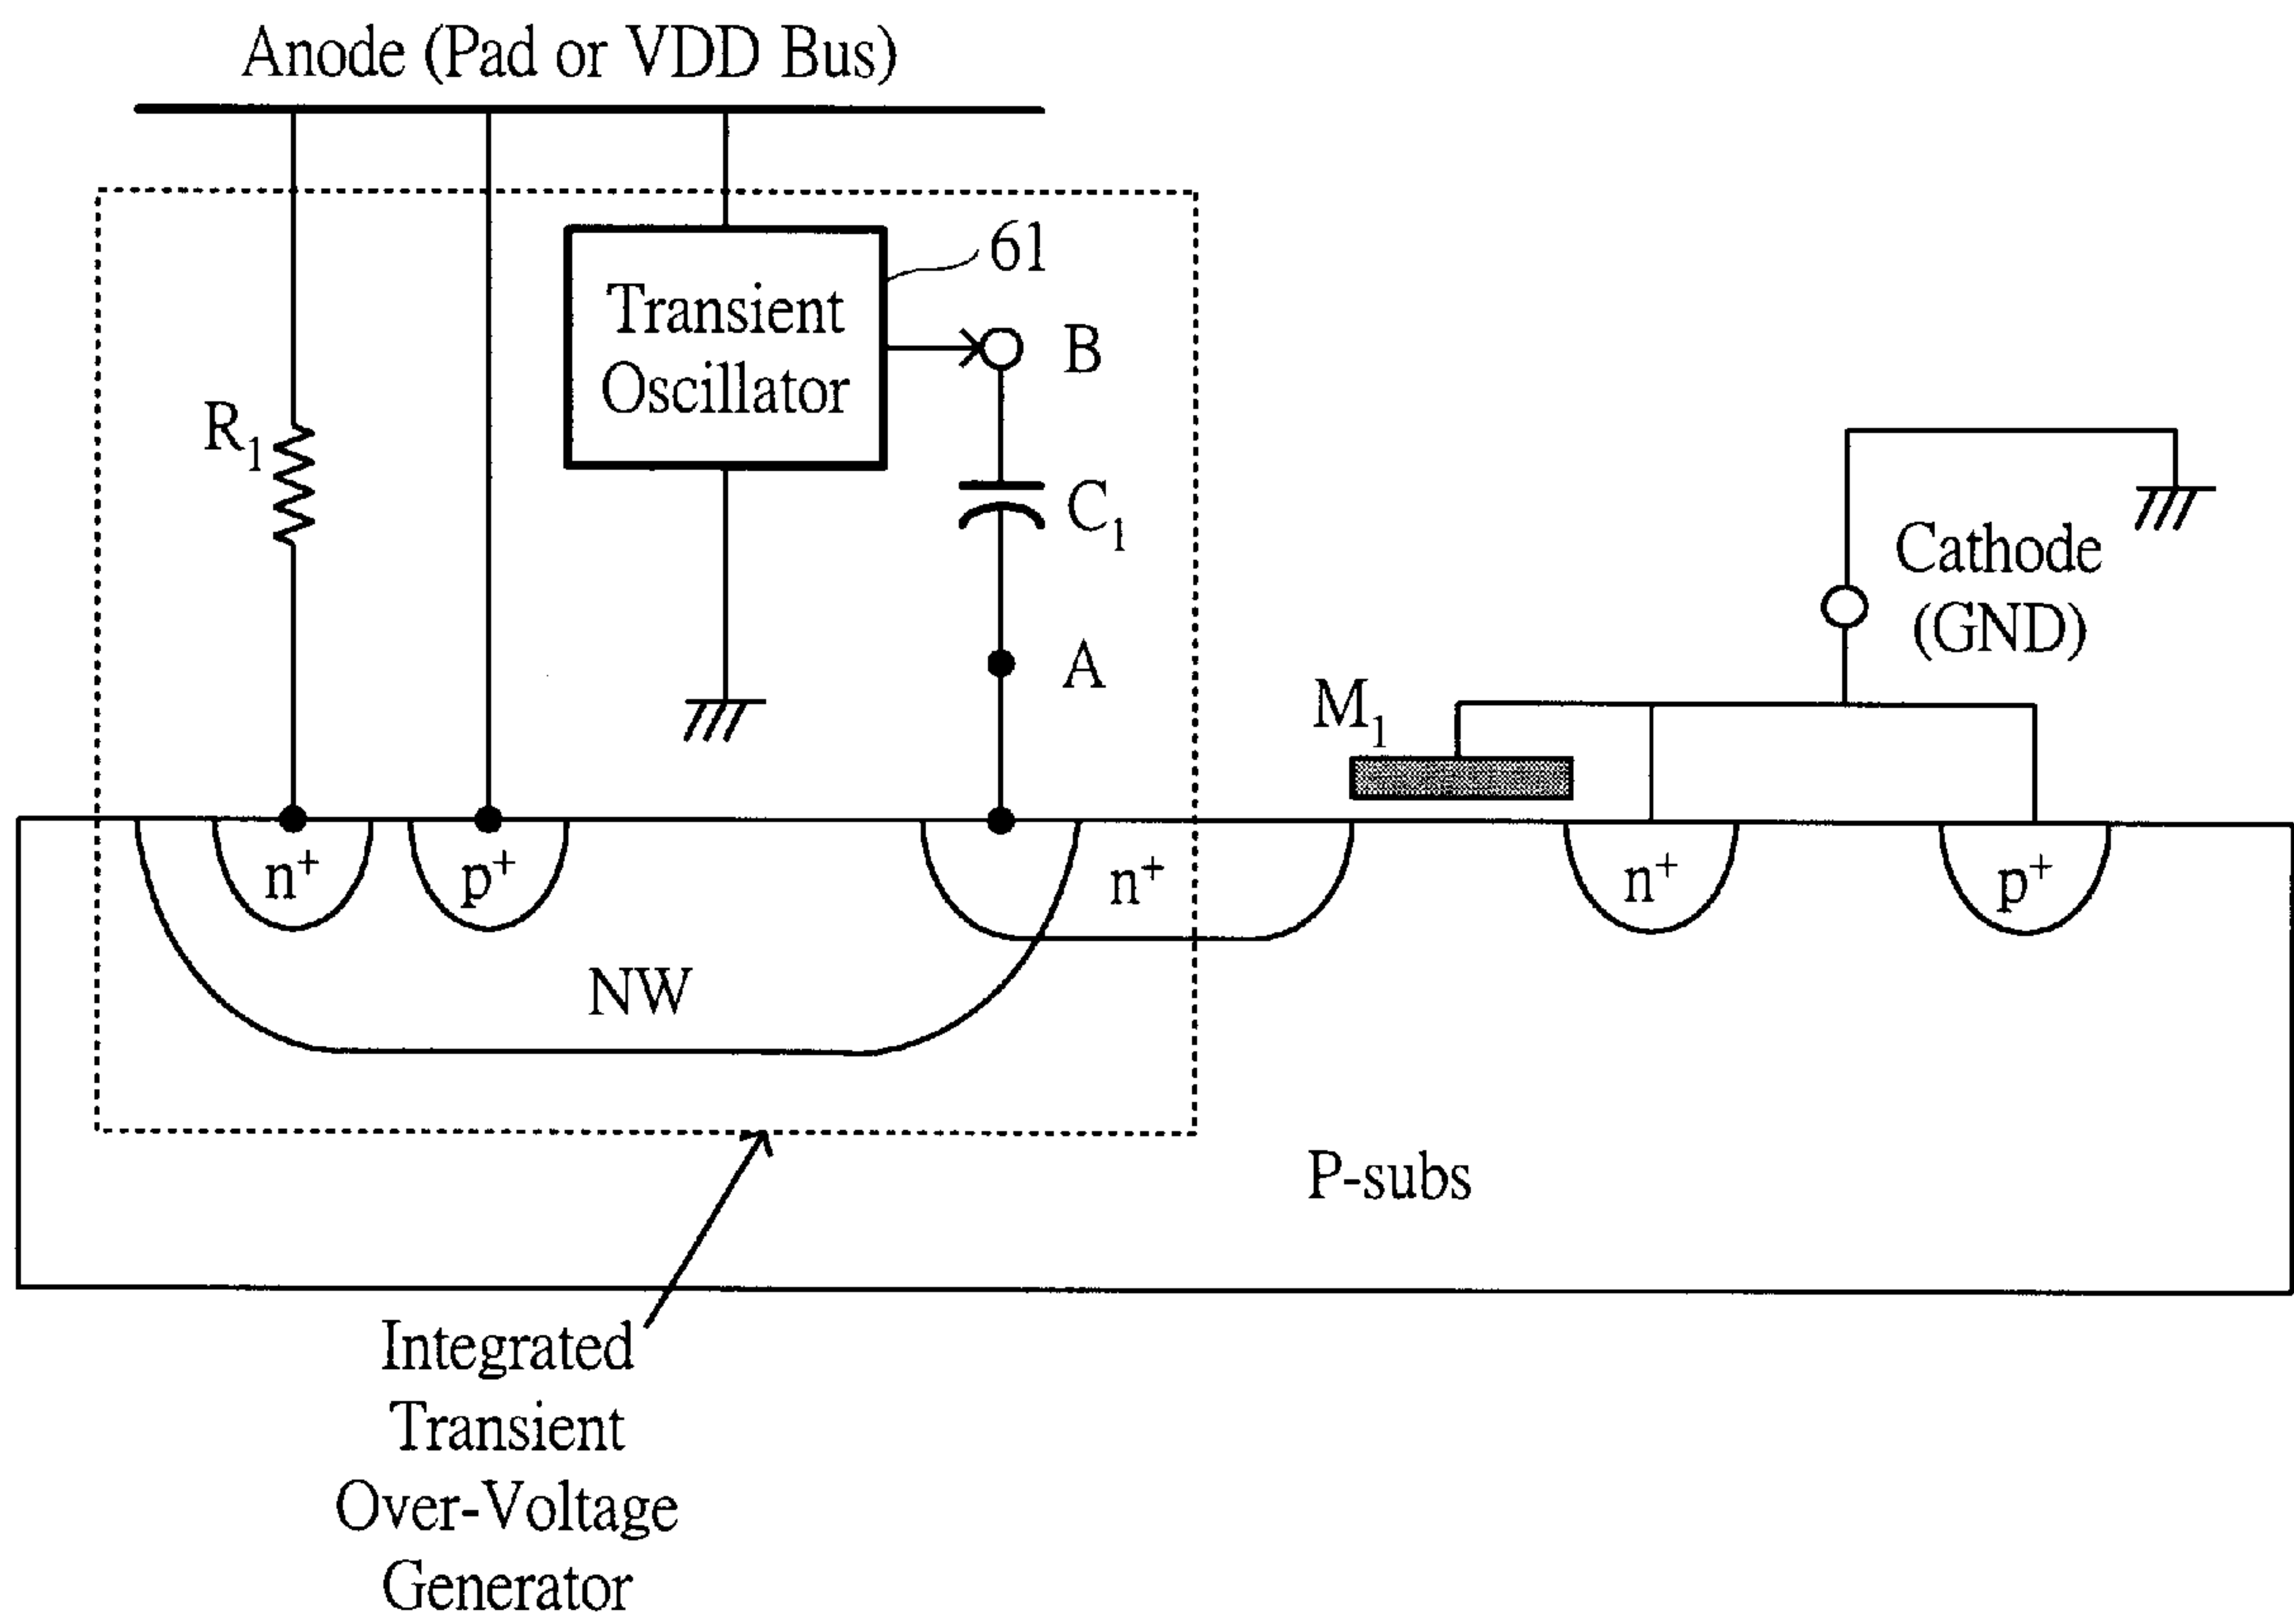 Anode (Pad or VDD Bus)
61
Transient
Oscillator
B
R1
C1
Cathode
(GND)
A
M1
n+
p+
n+
n+
p+
NW
P-subs
Integrated
Transient
Over-Voltage
Generator